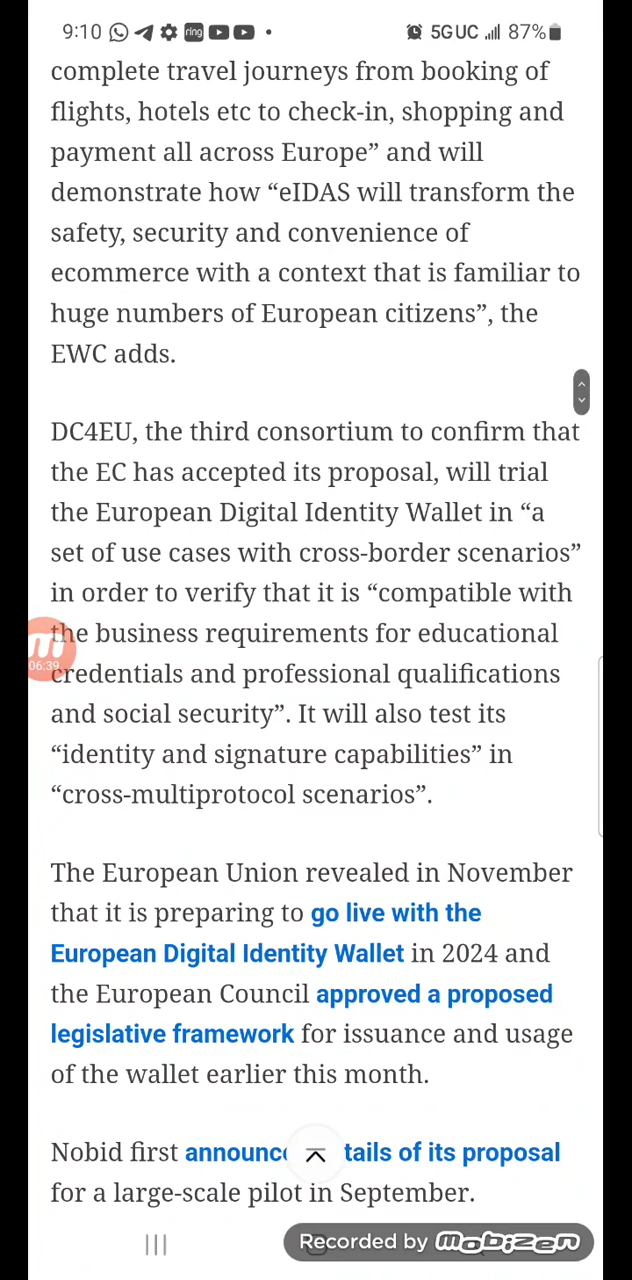 9:10 ring 5GUC 87%
complete travel journeys from booking of
flights, hotels etc to check-in, shopping and
payment all across Europe” and will
demonstrate how “eIDAS will transform the
safety, security and convenience of
ecommerce with a context that is familiar to
huge numbers of European citizens”, the
EWC adds.
DC4EU, the third consortium to confirm that
the EC has accepted its proposal, will trial
the European Digital Identity Wallet in “a
set of use cases with cross-border scenarios”
in order to verify that it is “compatible with
the business requirements for educational
06:39
credentials and professional qualifications
and social security”. It will also test its
“identity and signature capabilities” in
“cross-multiprotocol scenarios”.
The European Union revealed in November
that it is preparing to go live with the
European Digital Identity Wallet in 2024 and
the European Council approved a proposed
legislative framework for issuance and usage
of the wallet earlier this month.
Nobid first announc tails of its proposal
for a large-scale pilot in September.
Recorded by mobizen